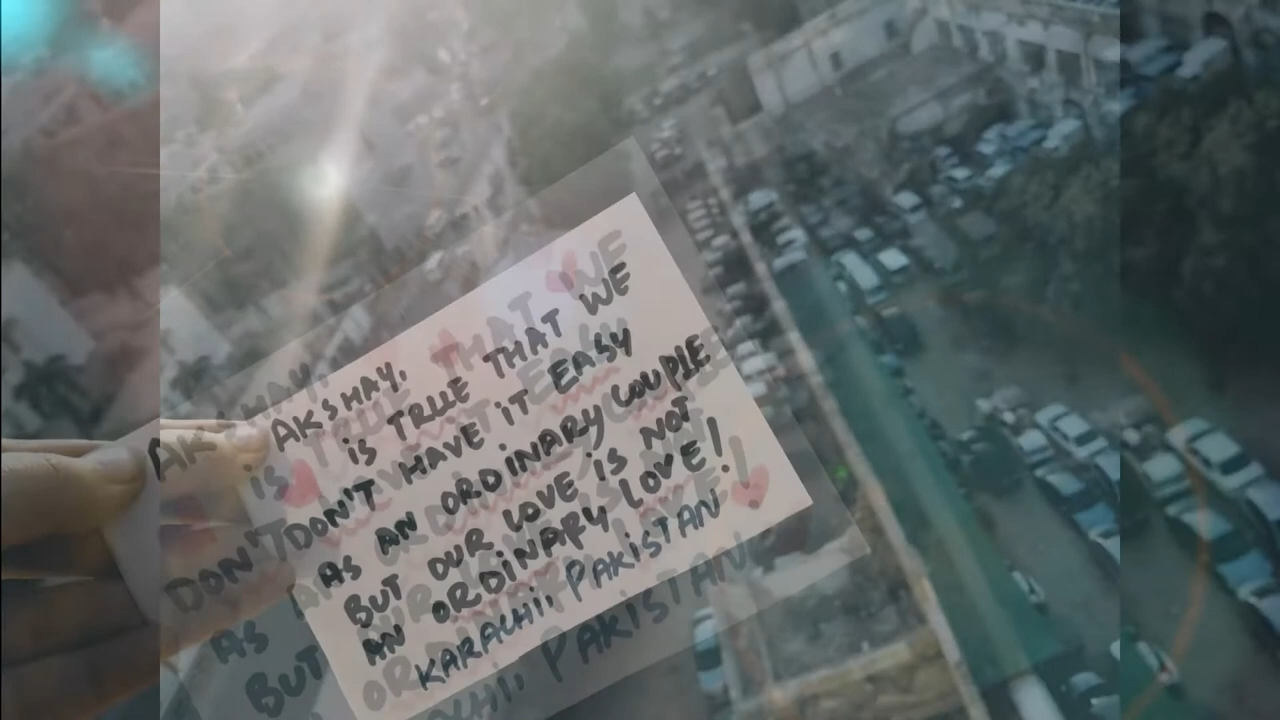 AKSHAY,
iS TRUE THAT WE
DON'T HAVE iT EASY
AS AN ORDINARY COUPLE
BUT OUR LOVE iS NOT
AN ORDiNARY LOVE!
KARACHi, PAKiSTAN